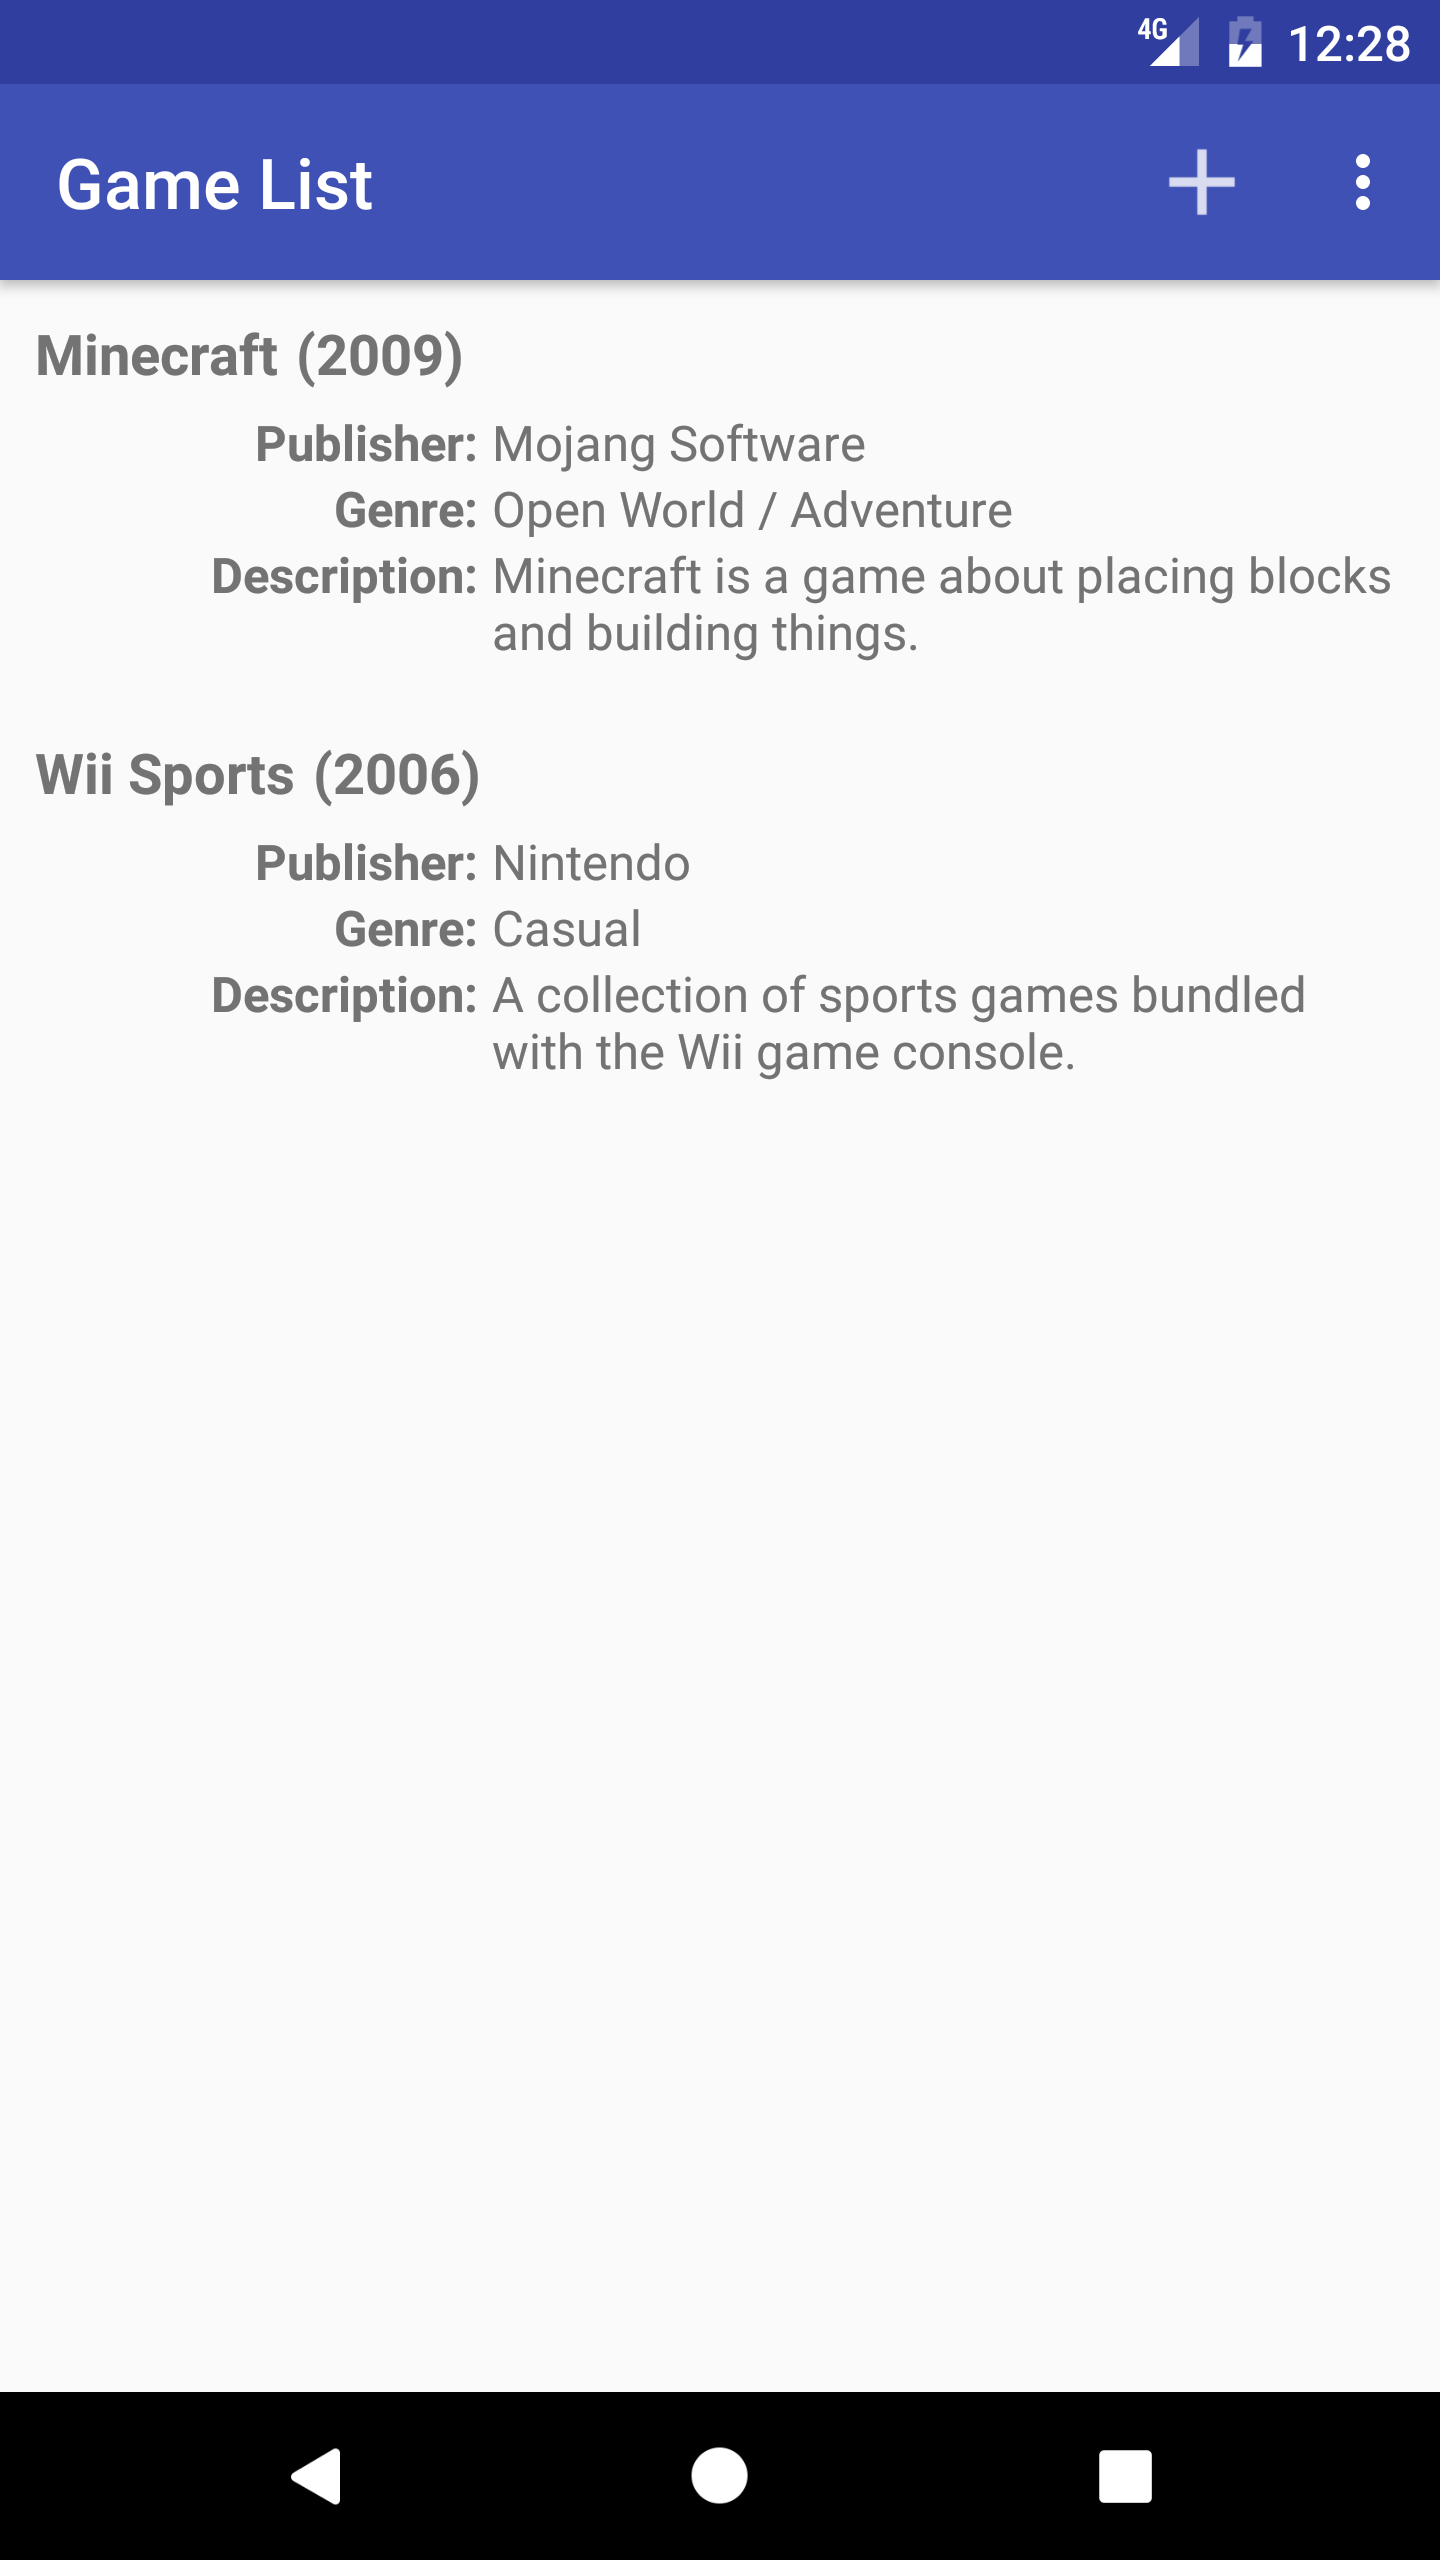 4G 12:28
Game List
Minecraft (2009)
Publisher: Mojang Software
Genre: Open World / Adventure
Description: Minecraft is a game about placing blocks
and building things.
Wii Sports (2006)
Publisher: Nintendo
Genre: Casual
Description: A collection of sports games bundled
with the Wii game console.